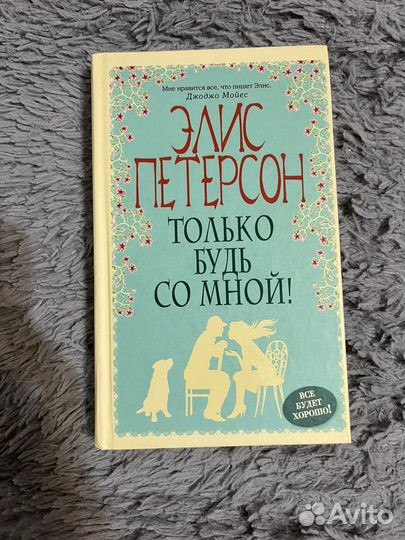 Мне нравится все, что пишет Элис.
Джоджо Мойес
ЭЛИС
ПЕТЕРСОН
ТОЛЬКО
БУДЬ
СО МНОЙ!
ВСЕ
БУДЕТ
ХОРОШО!
Avito